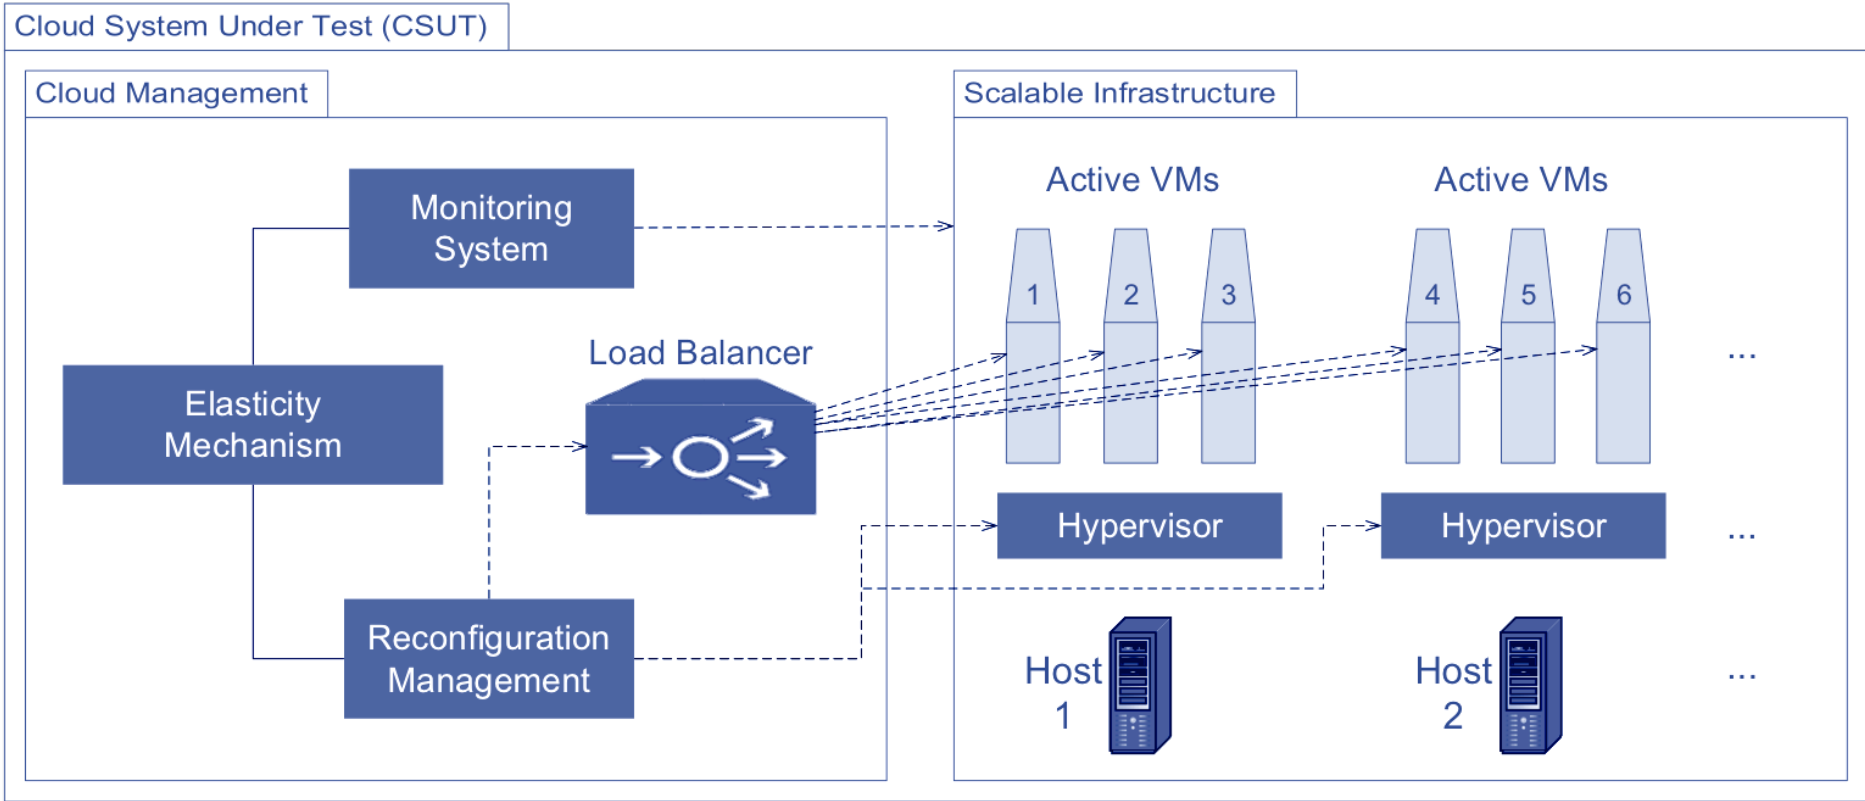 Cloud System Under Test (CSUT)
Cloud Management
Monitoring
System
Elasticity
Mechanism
Load Balancer
Reconfiguration
Management
Scalable Infrastructure
Active VMs
Active VMs
1
2
3
4
5
6
...
Hypervisor
Hypervisor
...
Host
1
Host
2
...